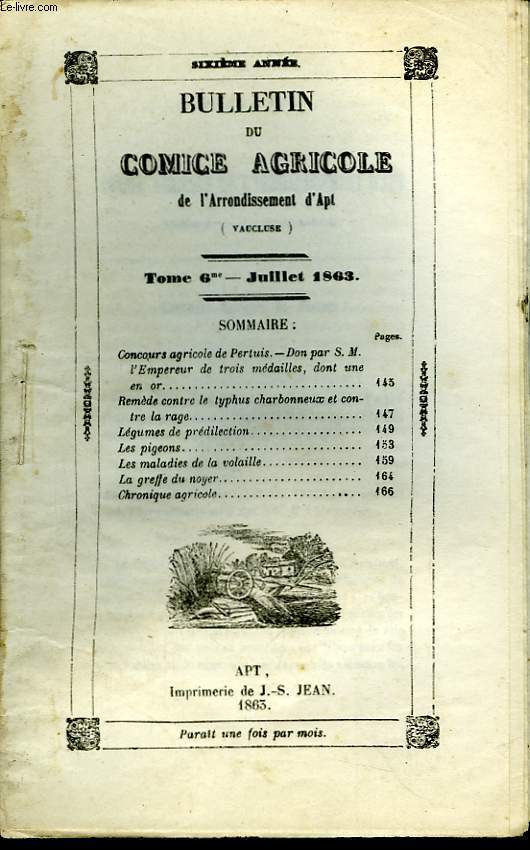 Le-livre.com
SIXIÈME ANNÉE.
BULLETIN
DU
COMICE AGRICOLE
de l'Arrondissement d'Apt
( VAUCLUSE )
Tome 6me — Juillet 1863.
SOMMAIRE :
Pages.
Concours agricole de Pertuis. — Don par S. M.
l'Empereur de trois médailles, dont une
en or.............................. 145
Remède contre le typhus charbonneux et con-
tre la rage......................... 147
Légumes de prédilection................ 149
Les pigeons........................... 153
Les maladies de la volaille............... 159
La greffe du noyer..................... 164
Chronique agricole..................... 166
APT,
Imprimerie de J.-S. JEAN.
1863.
Paraît une fois par mois.